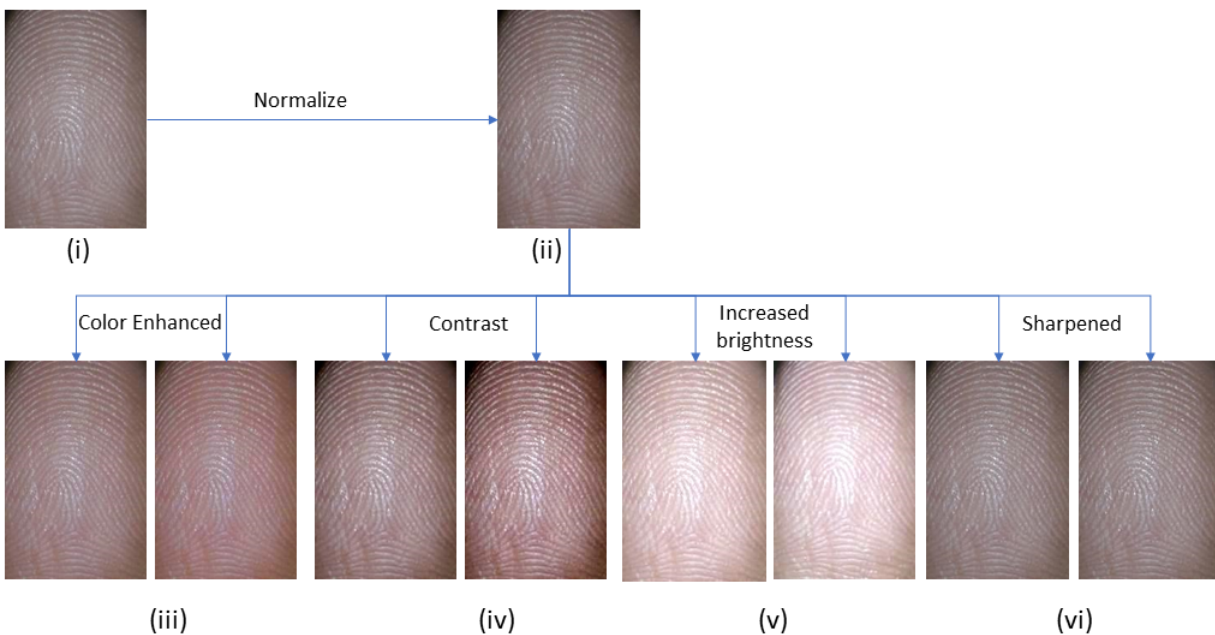 Normalize
(i)
(ii)
Color Enhanced
Contrast
Increased
brightness
Sharpened
(iii)
(iv)
(v)
(vi)